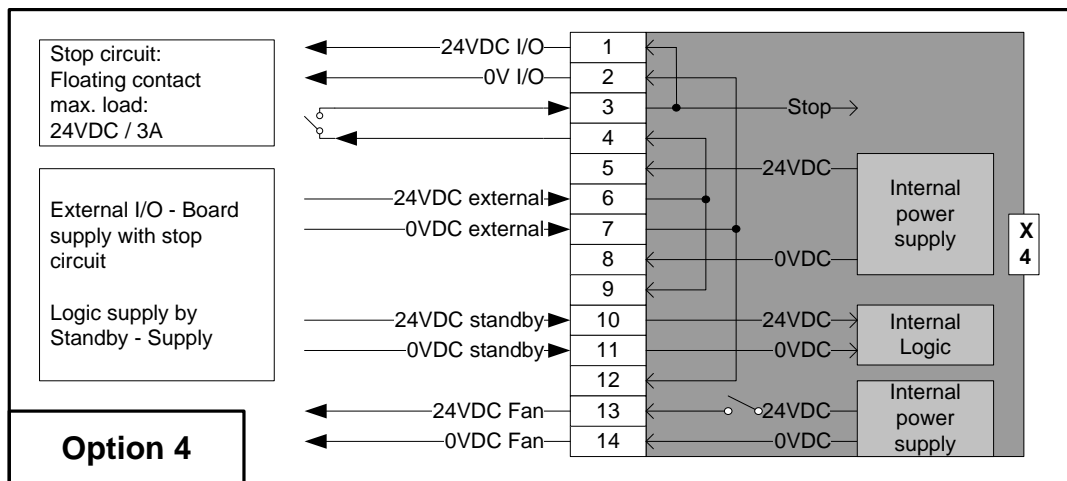 Stop circuit:
Floating contact
max. load:
24VDC / 3A
External I/O - Board
supply with stop
circuit
Logic supply by
Standby - Supply
Option 4
24VDC I/O
0V I/O
24VDC external
0VDC external
24VDC standby
0VDC standby
24VDC Fan
0VDC Fan
1
2
3
4
5
6
7
8
9
10
11
12
13
14
Stop
24VDC
0VDC
24VDC
0VDC
24VDC
0VDC
Internal
power
supply
Internal
Logic
Internal
power
supply
X
4